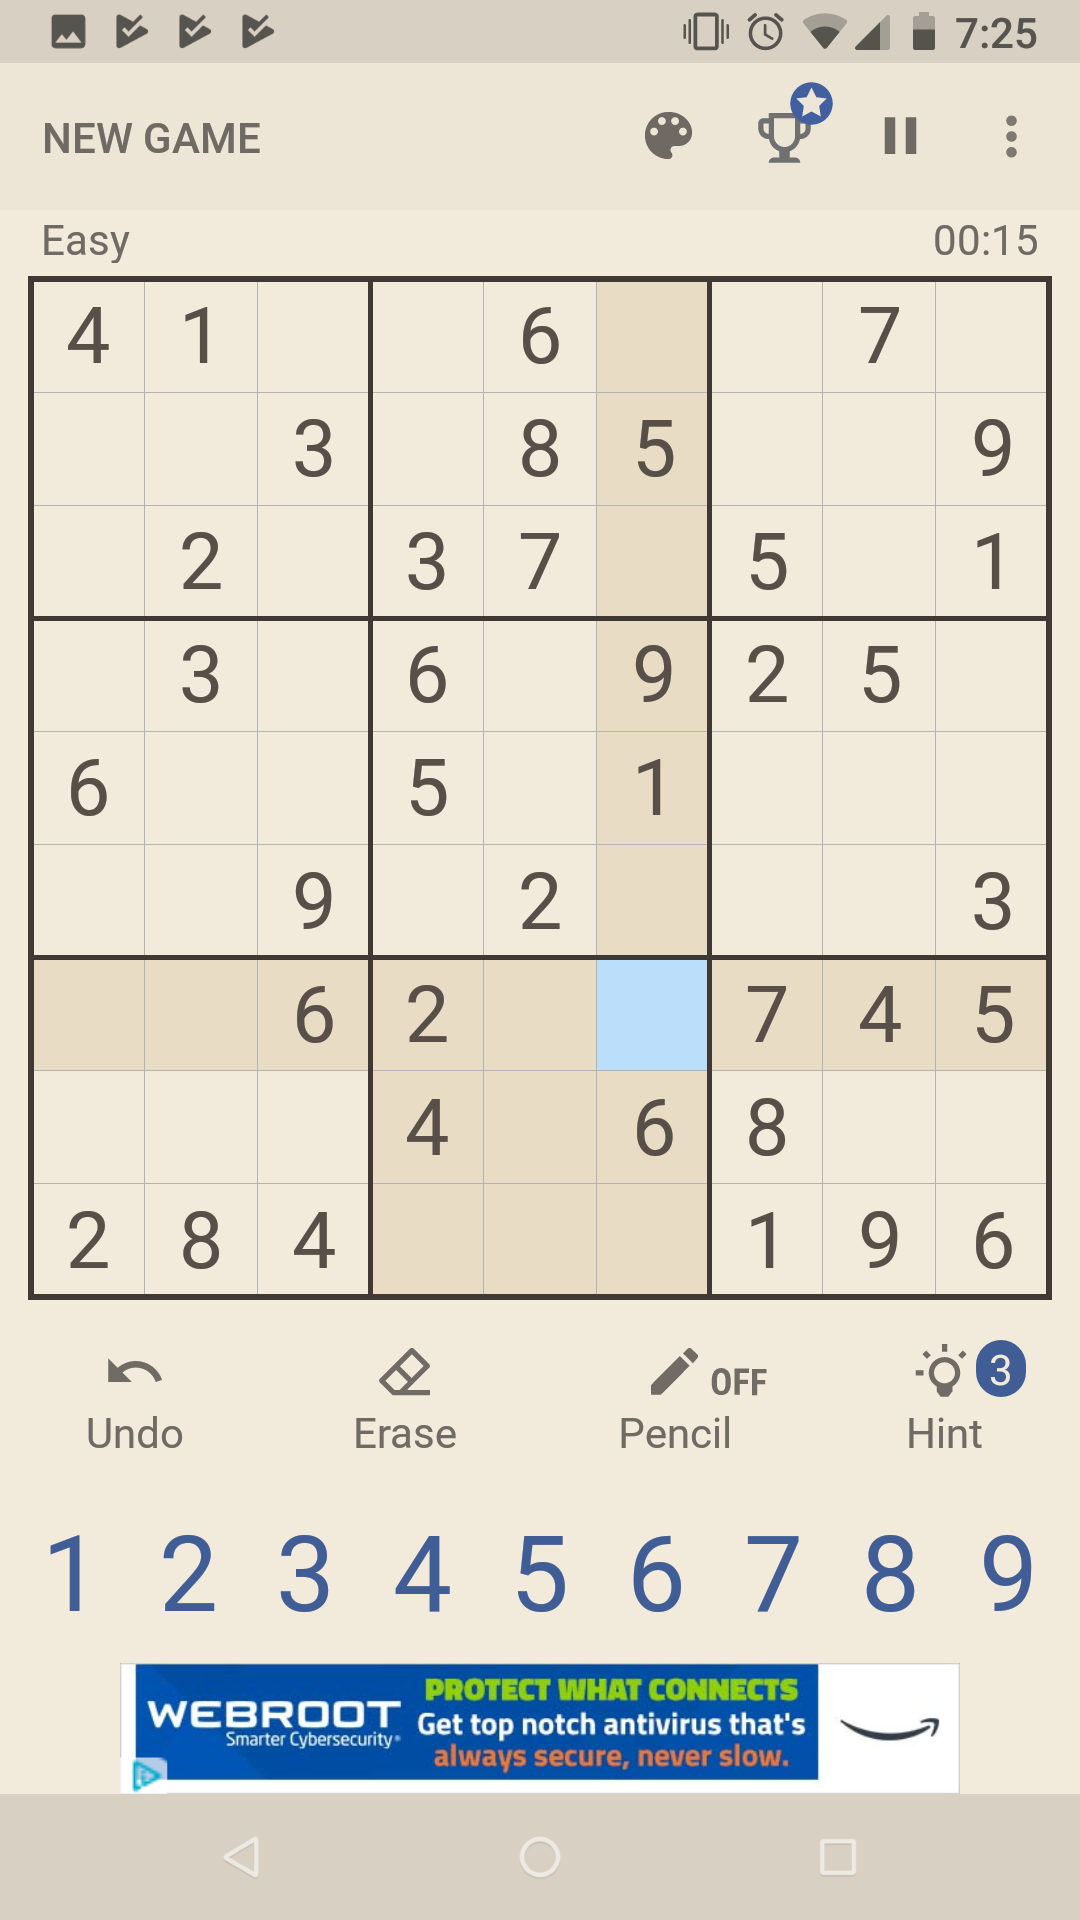 7:25
NEW GAME
Easy 00:15
4 1 6 7
3 8 5 9
2 3 7 5 1
3 6 9 2 5
6 5 1
9 2 3
6 2 7 4 5
4 6 8
2 8 4 1 9 6
OFF 3
Undo Erase Pencil Hint
1 2 3 4 5 6 7 8 9
WEBROOT
Smarter Cybersecurity®
PROTECT WHAT CONNECTS
Get top notch antivirus that's
always secure, never slow.